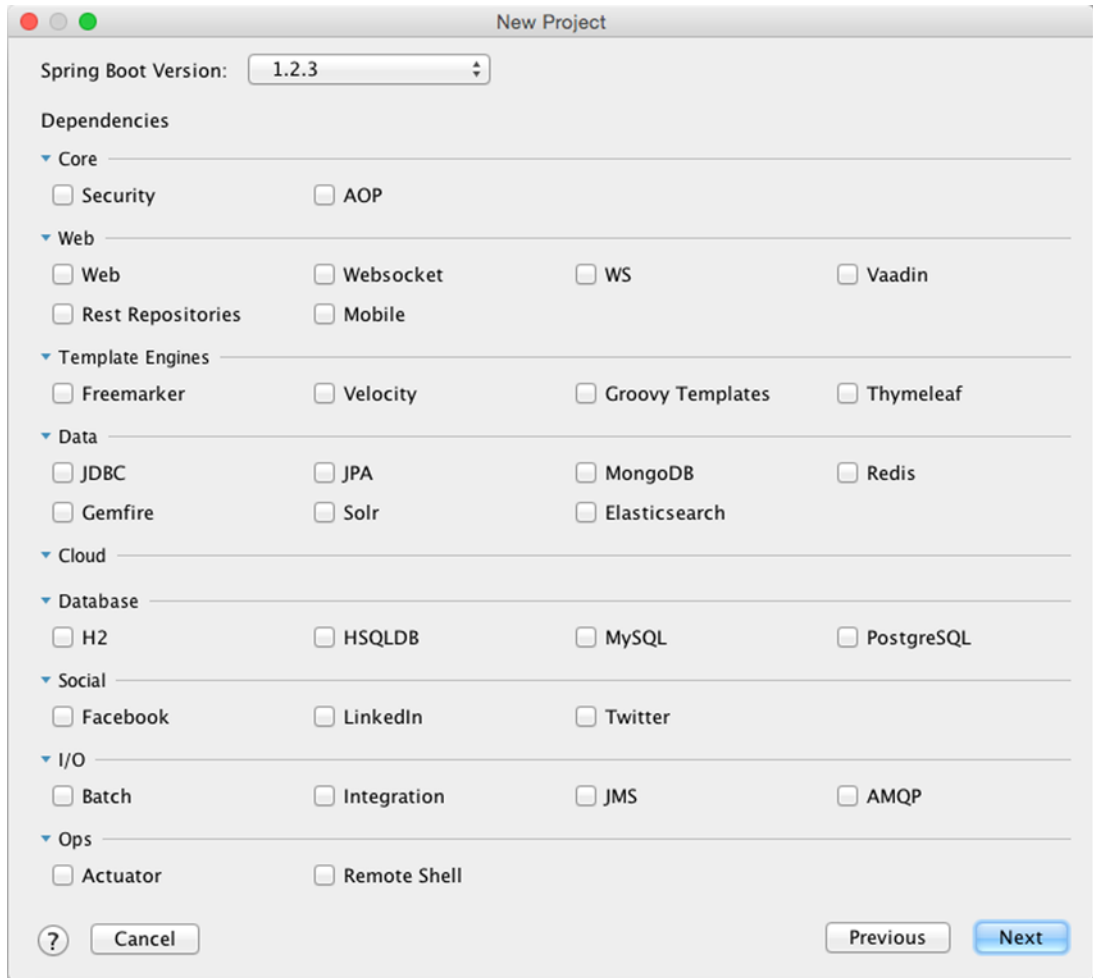 New Project
Spring Boot Version: 1.2.3
Dependencies
Core
Security AOP
Web
Web Websocket WS Vaadin
Rest Repositories Mobile
Template Engines
Freemarker Velocity Groovy Templates Thymeleaf
Data
JDBC JPA MongoDB Redis
Gemfire Solr Elasticsearch
Cloud
Database
H2 HSQLDB MySQL PostgreSQL
Social
Facebook LinkedIn Twitter
I/O
Batch Integration JMS AMQP
Ops
Actuator Remote Shell
? Cancel Previous Next